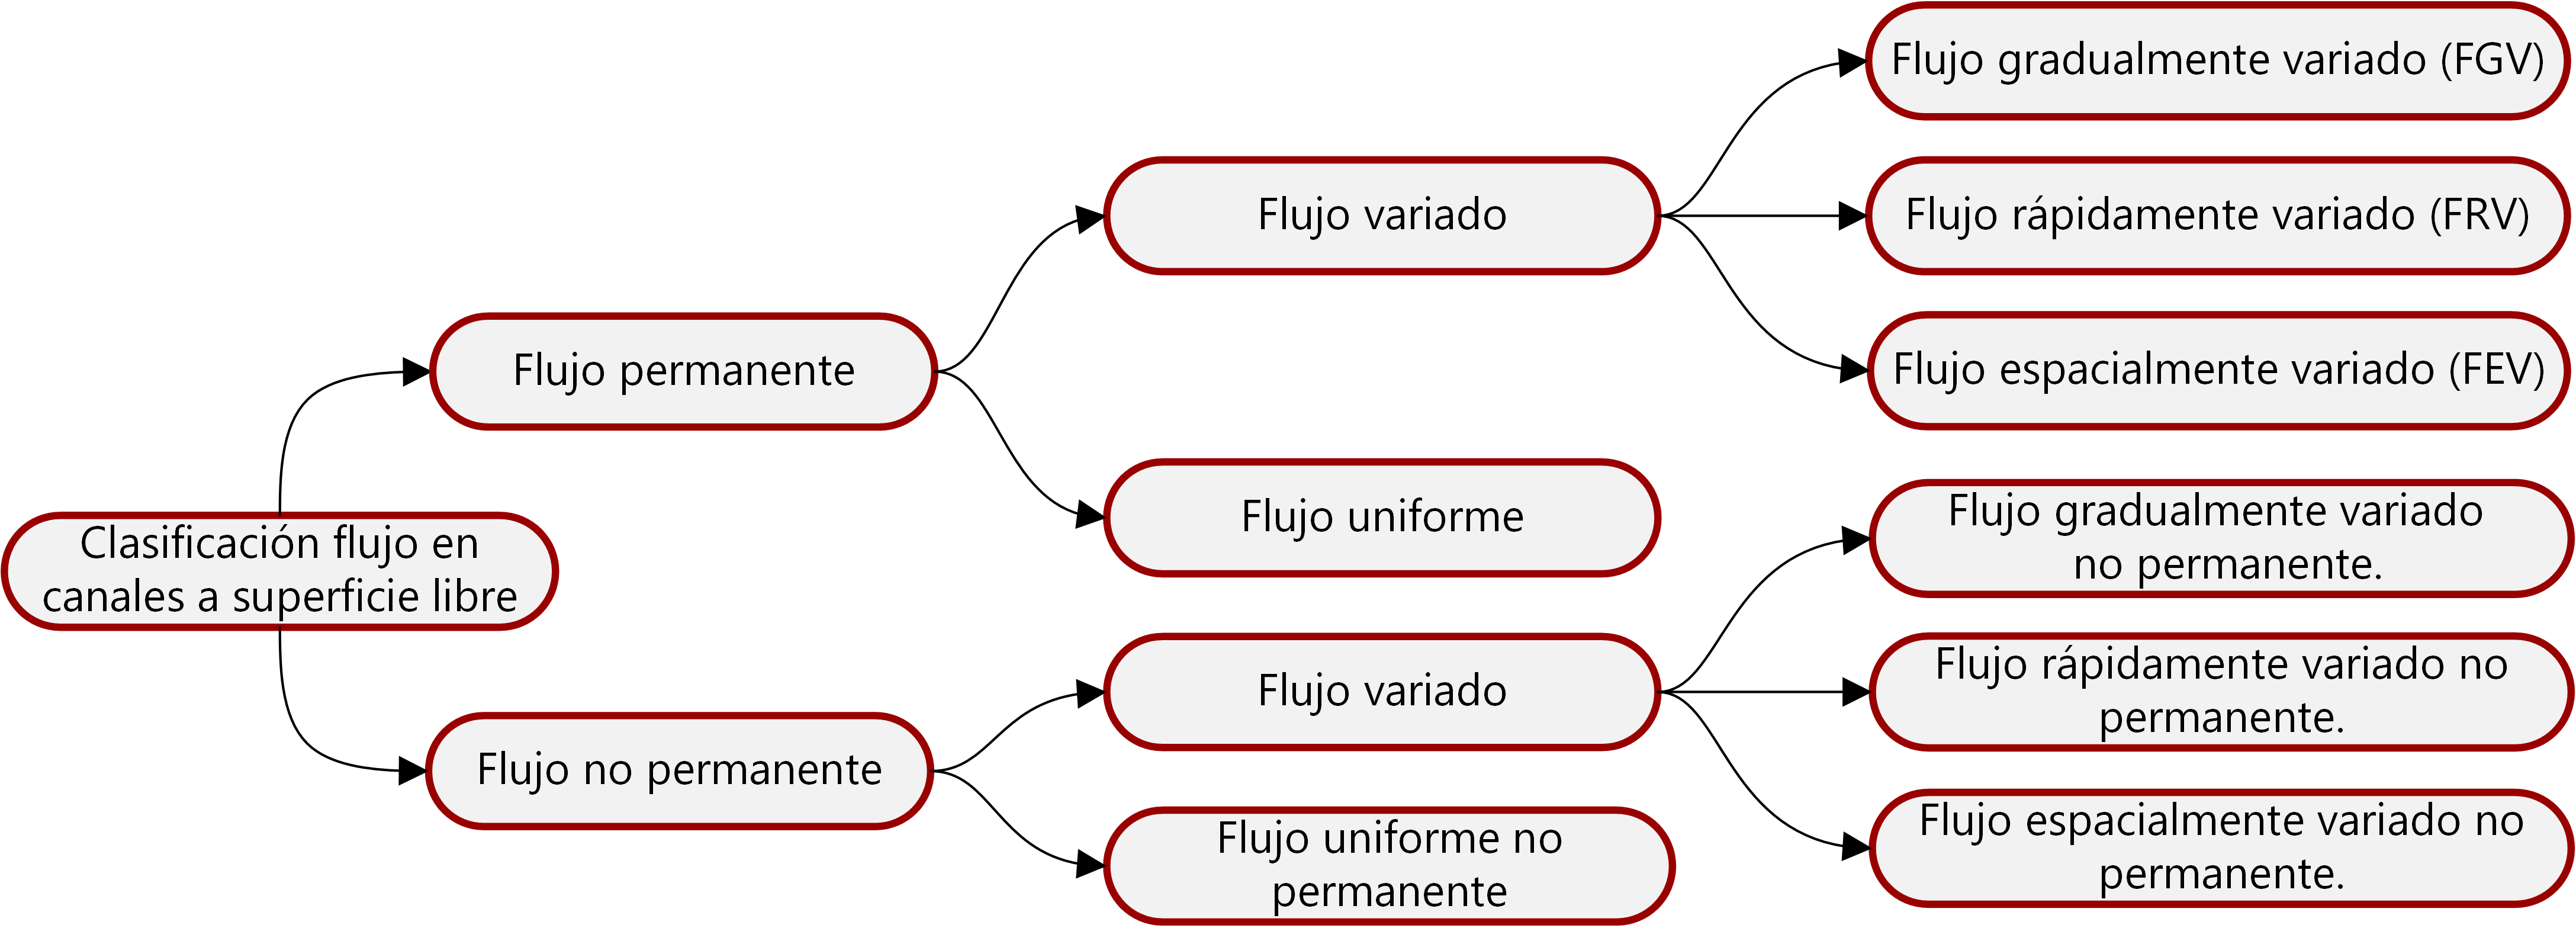 Clasificación flujo en
canales a superficie libre
Flujo permanente
Flujo variado
Flujo gradualmente variado (FGV)
Flujo rápidamente variado (FRV)
Flujo espacialmente variado (FEV)
Flujo uniforme
Flujo no permanente
Flujo variado
Flujo gradualmente variado
no permanente.
Flujo rápidamente variado no
permanente.
Flujo espacialmente variado no
permanente.
Flujo uniforme no
permanente